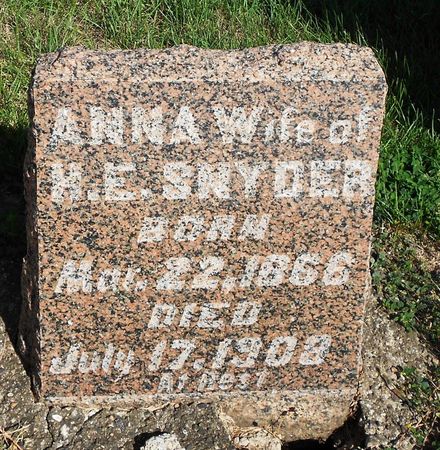 ANNA Wife of
H.E. SNYDER
BORN
Mar. 22, 1866
DIED
July 17, 1908
At Rest